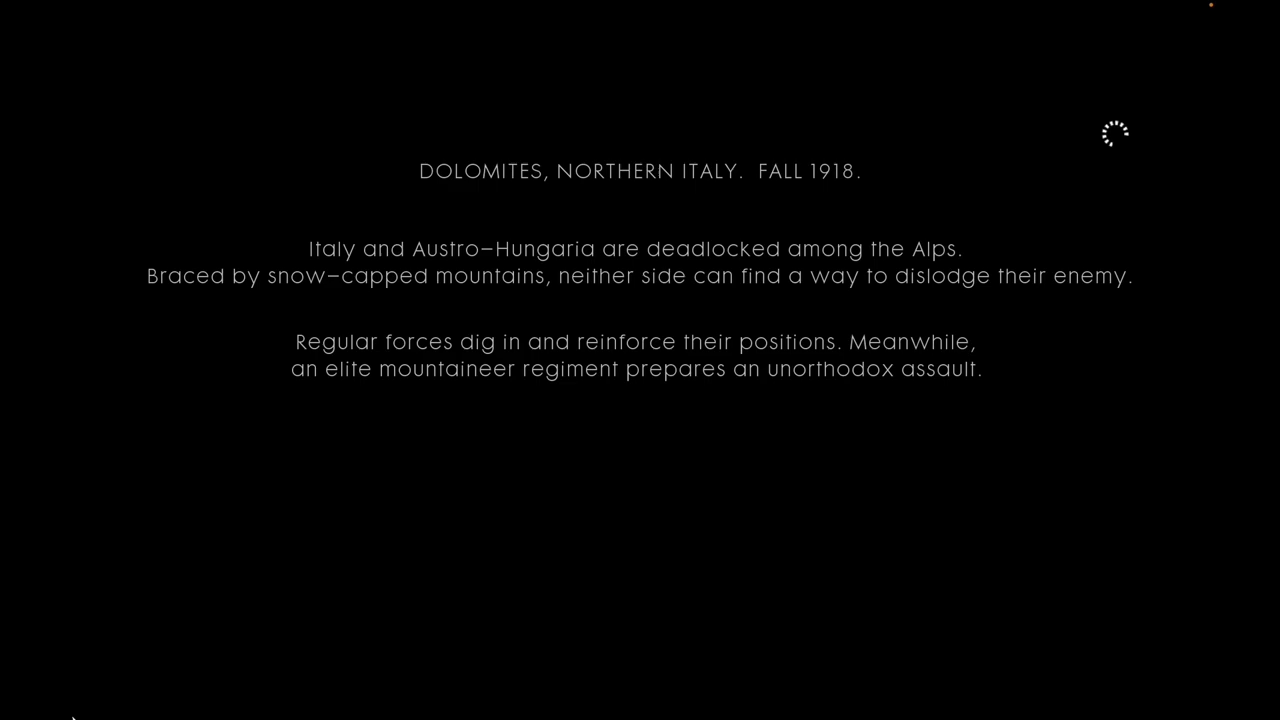 DOLOMITES, NORTHERN ITALY.  FALL 1918.
Italy and Austro-Hungaria are deadlocked among the Alps.
Braced by snow-capped mountains, neither side can find a way to dislodge their enemy.
Regular forces dig in and reinforce their positions. Meanwhile,
an elite mountaineer regiment prepares an unorthodox assault.